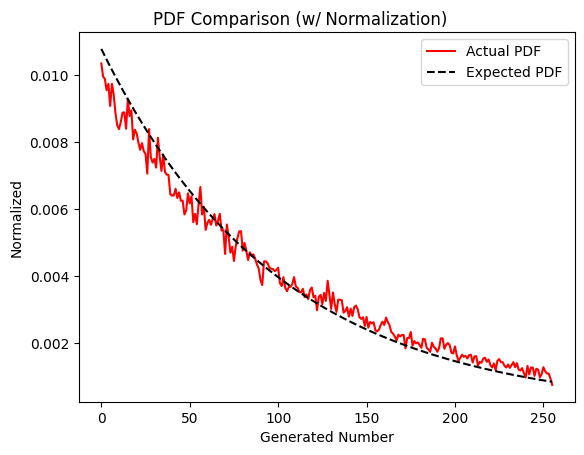 PDF Comparison (w/ Normalization)
Actual PDF
Expected PDF
Normalized
0.010
0.008
0.006
0.004
0.002
0 50 100 150 200 250
Generated Number